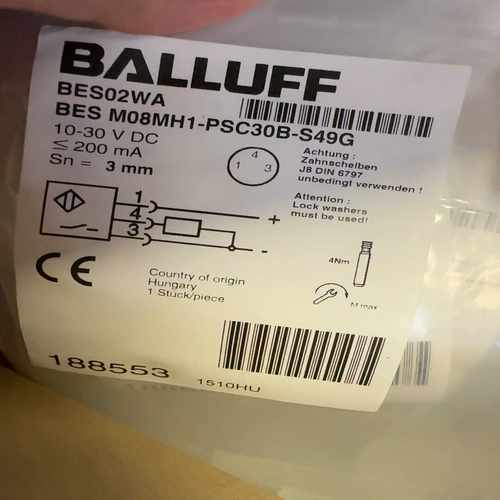 BALLUFF
BES02WA
BES M08MH1-PSC30B-S49G
10-30 V DC
≤ 200 mA
Sn = 3 mm
1 4 3
Achtung :
Zahnscheiben
J8 DIN 6797
unbedingt verwenden !
Attention :
Lock washers
must be used!
1
4
3
+
-
4Nm
M max
CE
Country of origin
Hungary
1 Stuck/piece
188553
1510HU